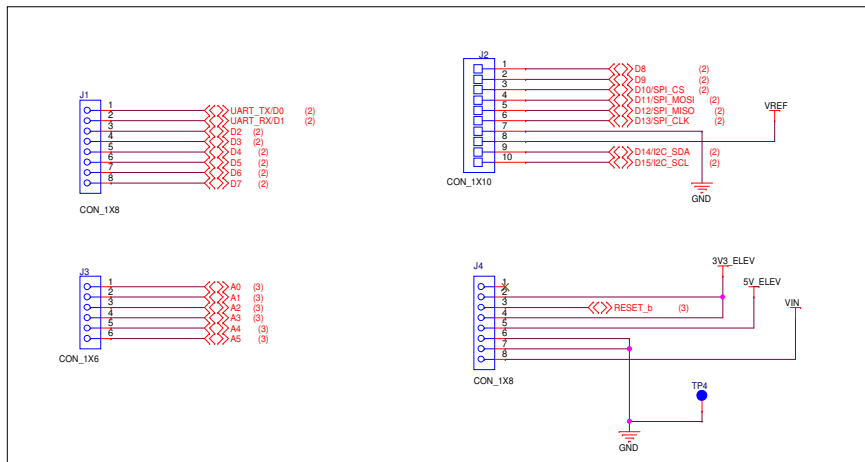 J1
1 UART_TX/D0 (2)
2 UART_RX/D1 (2)
3 D2 (2)
4 D3 (2)
5 D4 (2)
6 D5 (2)
7 D6 (2)
8 D7 (2)
CON_1X8
J2
1 D8 (2)
2 D9 (2)
3 D10/SPI_CS (2)
4 D11/SPI_MOSI (2)
5 D12/SPI_MISO (2)
6 D13/SPI_CLK (2)
7
8
9 D14/I2C_SDA (2)
10 D15/I2C_SCL (2)
CON_1X10
VREF
GND
J3
1 A0 (3)
2 A1 (3)
3 A2 (3)
4 A3 (3)
5 A4 (3)
6 A5 (3)
CON_1X6
J4
1
2
3 RESET_b (3)
4
5
6
7
8
CON_1X8
3V3_ELEV
5V_ELEV
VIN
TP4
GND